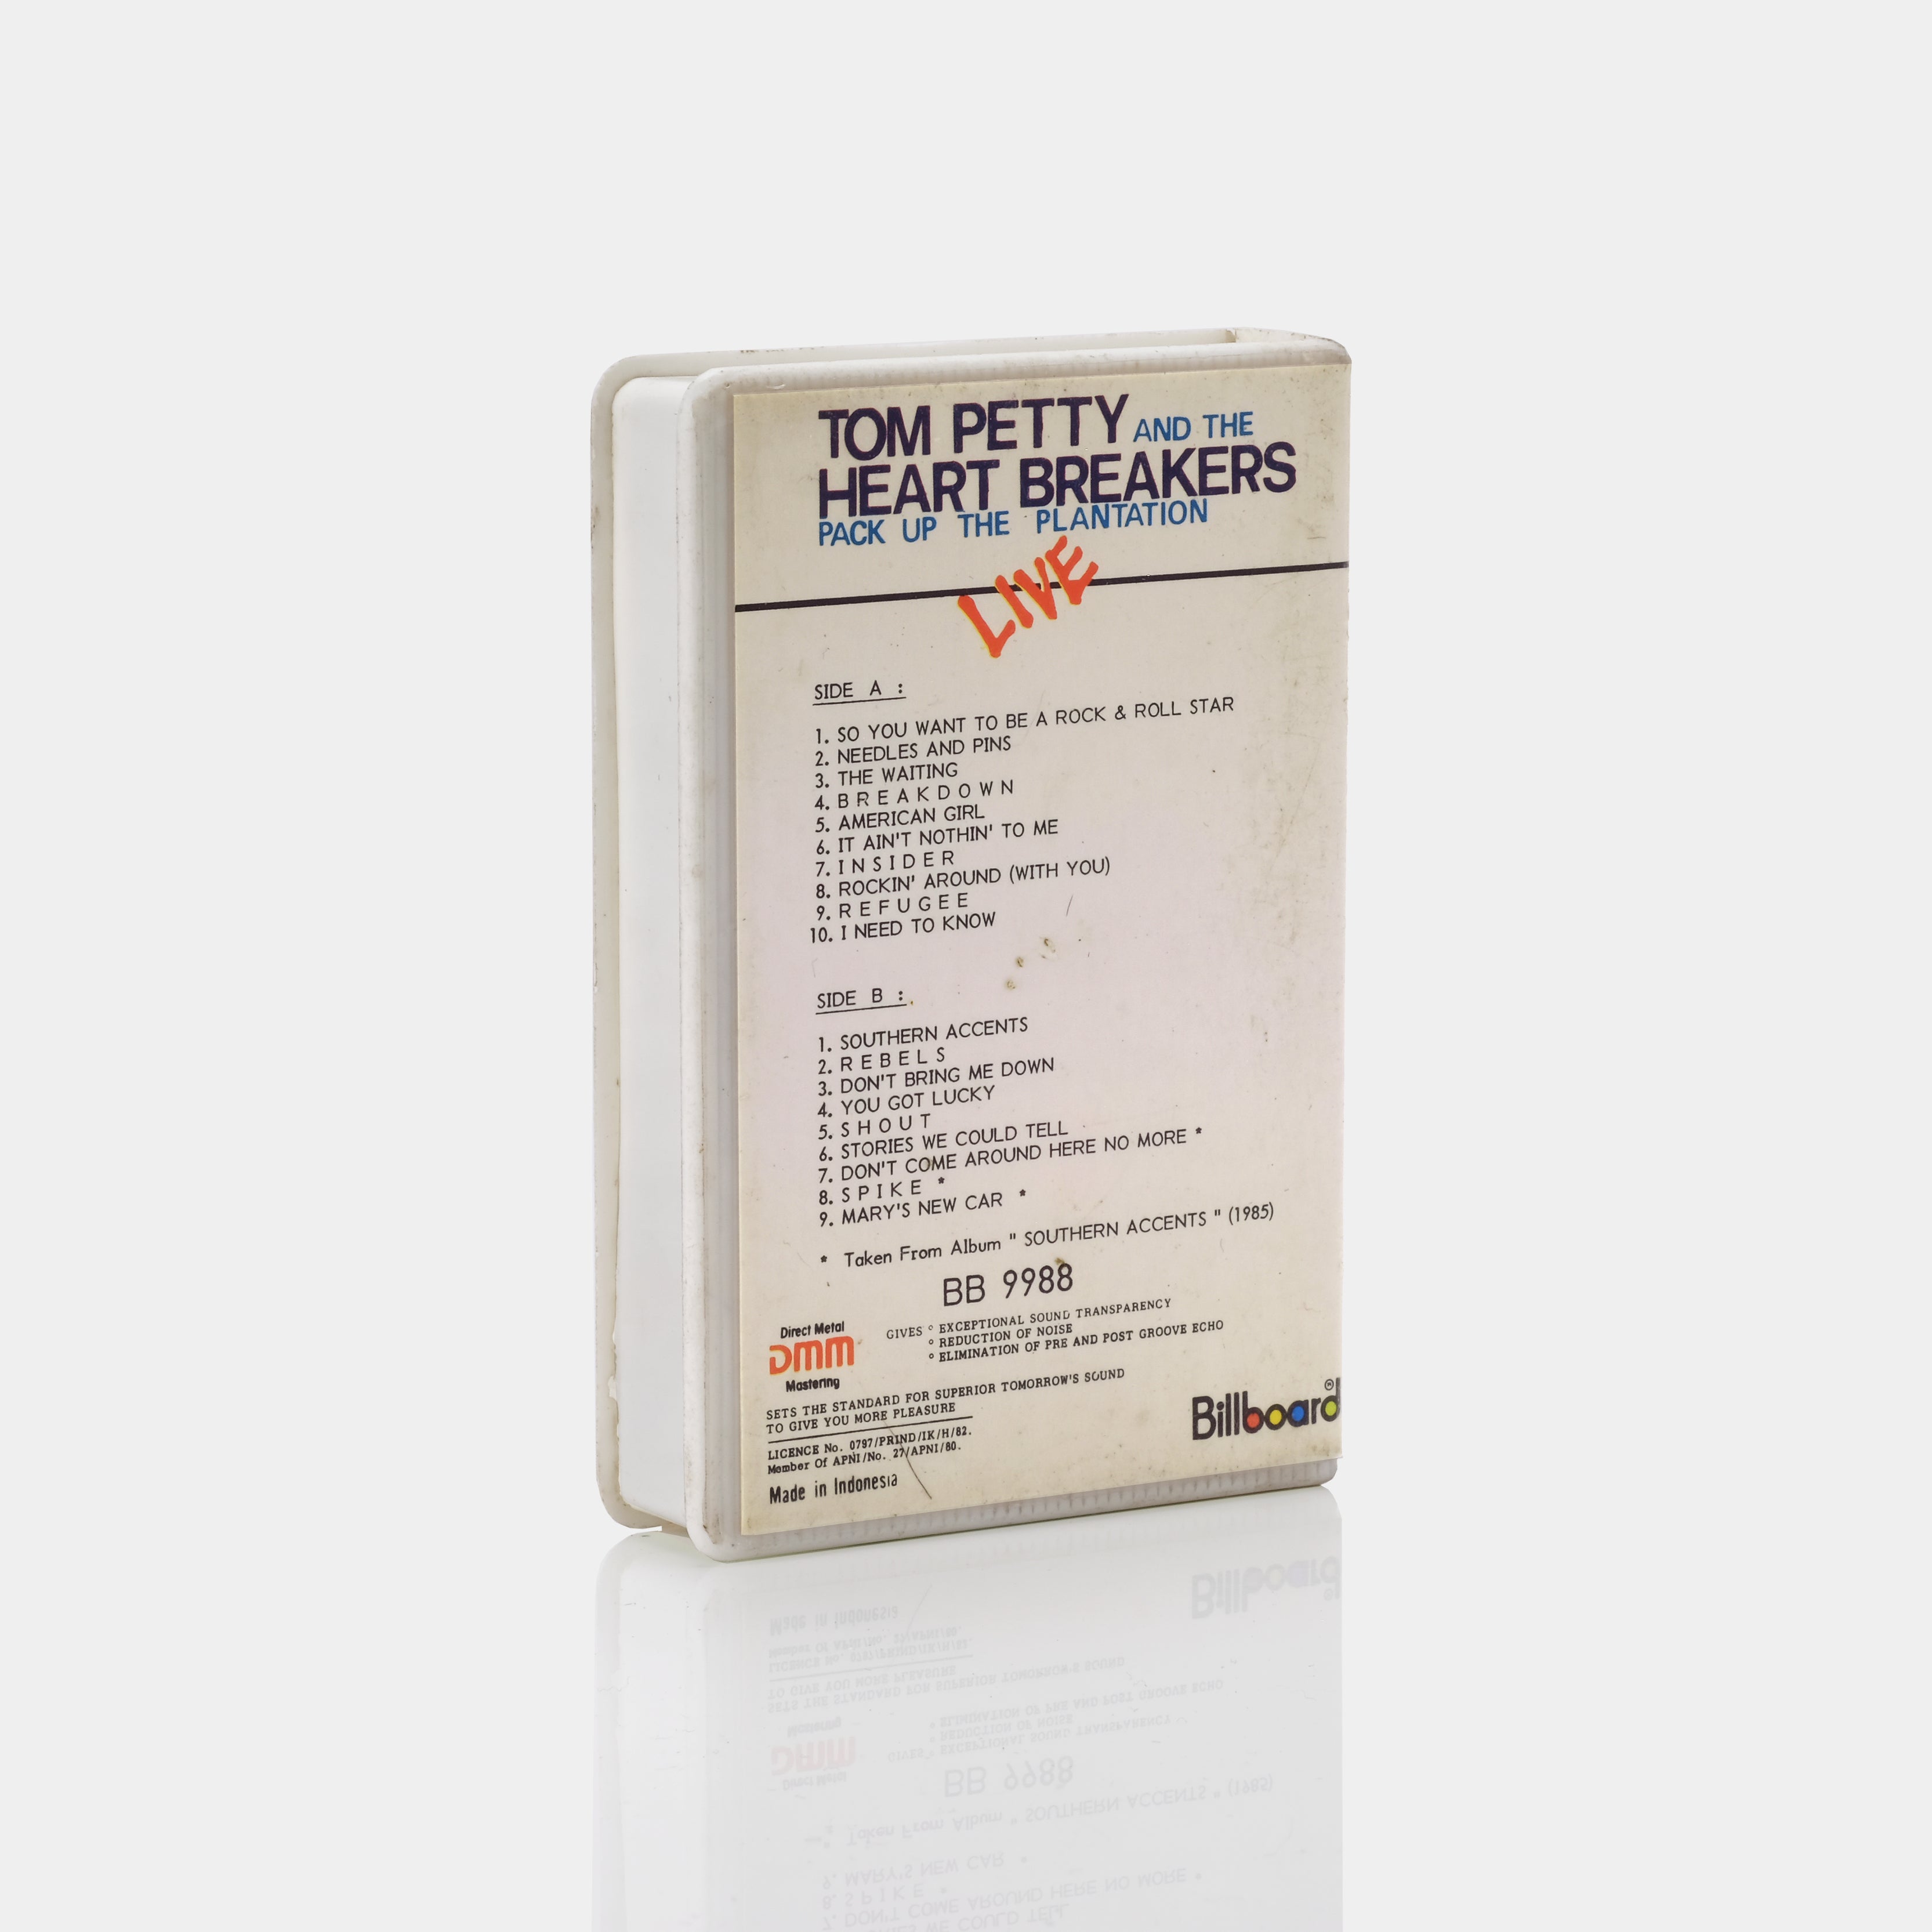 TOM PETTY AND THE
HEART BREAKERS
PACK UP THE PLANTATION
LIVE
SIDE A :
1. SO YOU WANT TO BE A ROCK & ROLL STAR
2. NEEDLES AND PINS
3. THE WAITING
4. B R E A K D O W N
5. AMERICAN GIRL
6. IT AIN'T NOTHIN' TO ME
7. I N S I D E R
8. ROCKIN' AROUND (WITH YOU)
9. R E F U G E E
10. I NEED TO KNOW
SIDE B :
1. SOUTHERN ACCENTS
2. R E B E L S
3. DON'T BRING ME DOWN
4. YOU GOT LUCKY
5. S H O U T
6. STORIES WE COULD TELL
7. DON'T COME AROUND HERE NO MORE *
8. S P I K E *
9. MARY'S NEW CAR *
* Taken From Album " SOUTHERN ACCENTS " (1985)
BB 9988
Direct Metal
DMM
Mastering
GIVES ° EXCEPTIONAL SOUND TRANSPARENCY
° REDUCTION OF NOISE
° ELIMINATION OF PRE AND POST GROOVE ECHO
SETS THE STANDARD FOR SUPERIOR TOMORROW'S SOUND
TO GIVE YOU MORE PLEASURE
LICENCE No. 0797/PRIND/IK/H/82.
Member Of APNI/No. 27/APNI/80.
Made in Indonesia
Billboard ®